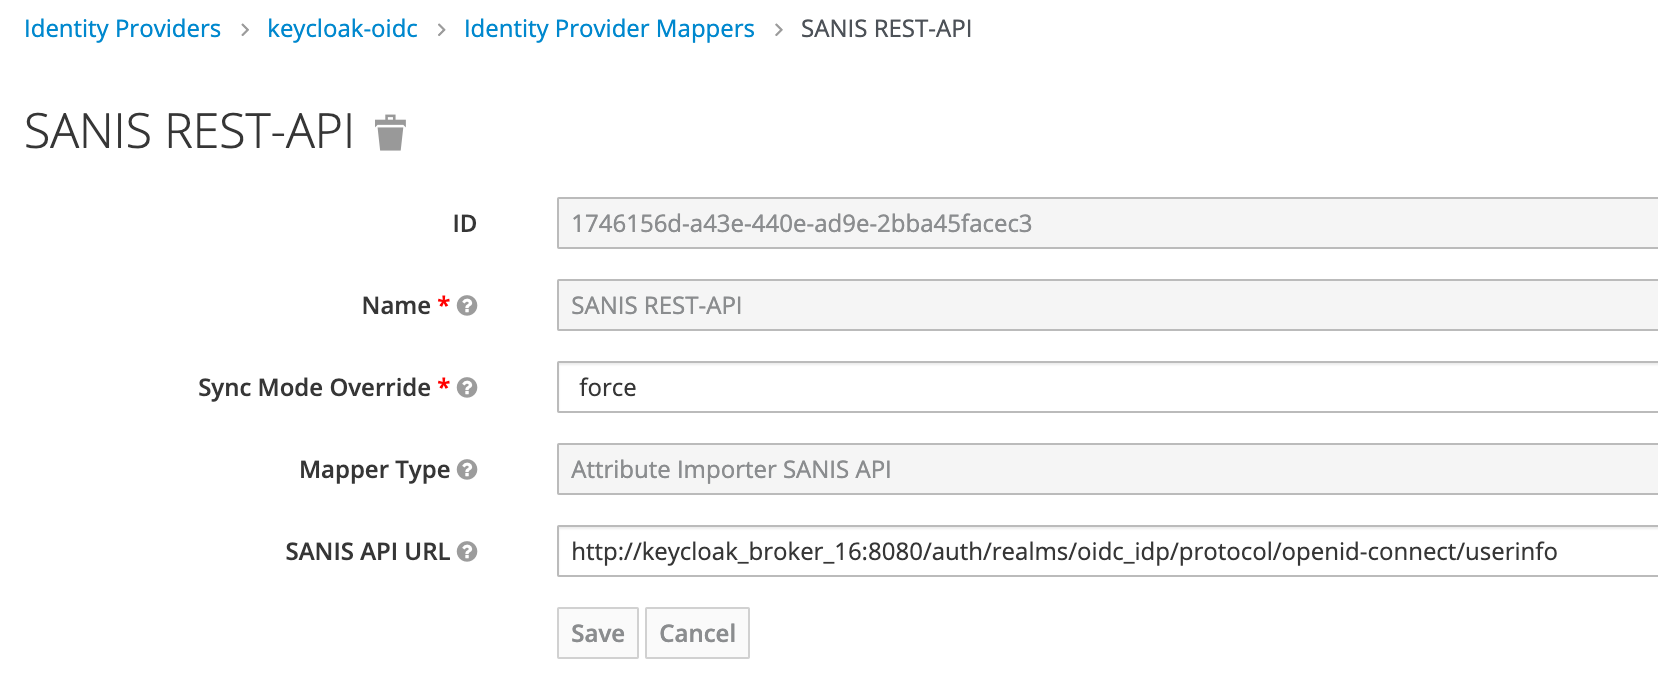 Identity Providers > keycloak-oidc > Identity Provider Mappers > SANIS REST-API
SANIS REST-API
ID 1746156d-a43e-440e-ad9e-2bba45facec3
Name * ? SANIS REST-API
Sync Mode Override * ? force
Mapper Type ? Attribute Importer SANIS API
SANIS API URL ? http://keycloak_broker_16:8080/auth/realms/oidc_idp/protocol/openid-connect/userinfo
Save Cancel